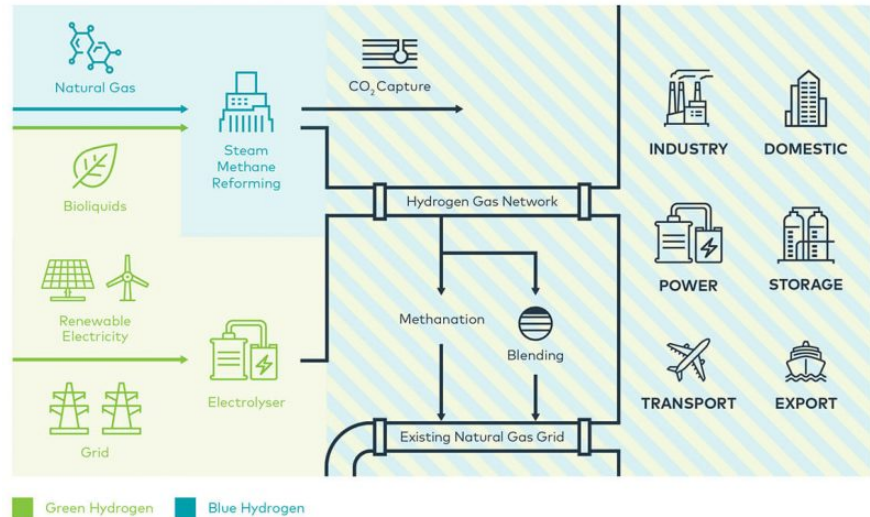 Natural Gas
CO₂ Capture
Steam
Methane
Reforming
INDUSTRY
DOMESTIC
Bioliquids
Hydrogen Gas Network
Renewable
Electricity
Methanation
Blending
POWER
STORAGE
Electrolyser
Grid
Existing Natural Gas Grid
TRANSPORT
EXPORT
Green Hydrogen
Blue Hydrogen